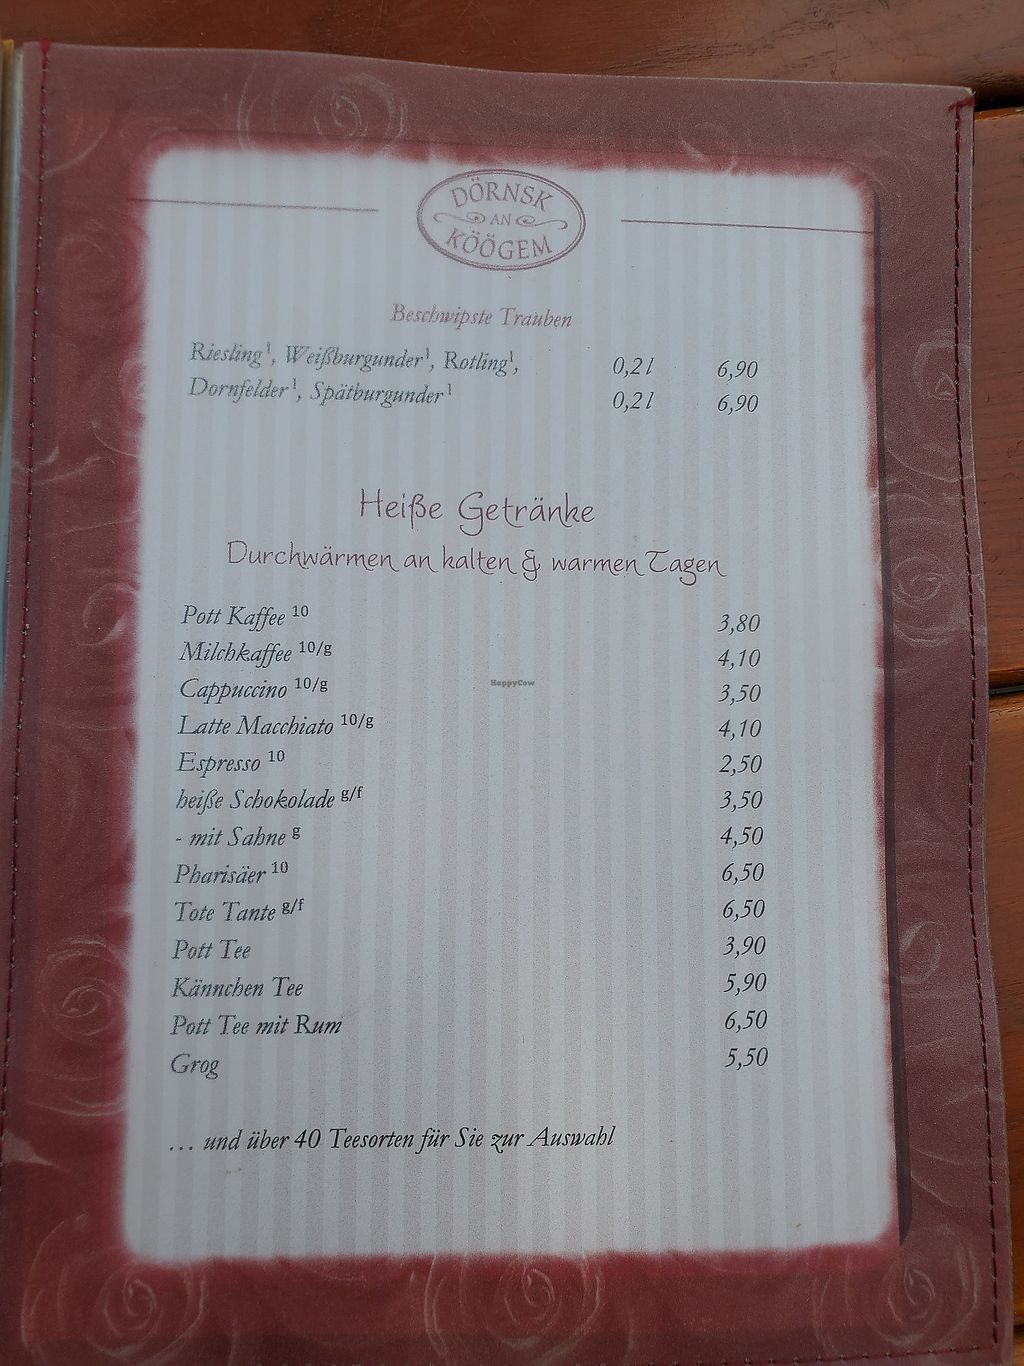 DÖRNSK
AN
KÖÖGEM
Beschwipste Trauben
Riesling¹, Weißburgunder¹, Rotling¹, 0,2 l 6,90
Dornfelder¹, Spätburgunder¹ 0,2 l 6,90
Heiße Getränke
Durchwärmen an kalten & warmen Tagen
Pott Kaffee 10 3,80
Milchkaffee 10/g 4,10
Cappuccino 10/g 3,50
Latte Macchiato 10/g 4,10
Espresso 10 2,50
heiße Schokolade g/f 3,50
- mit Sahne g 4,50
Pharisäer 10 6,50
Tote Tante g/f 6,50
Pott Tee 3,90
Kännchen Tee 5,90
Pott Tee mit Rum 6,50
Grog 5,50
... und über 40 Teesorten für Sie zur Auswahl
HappyCow